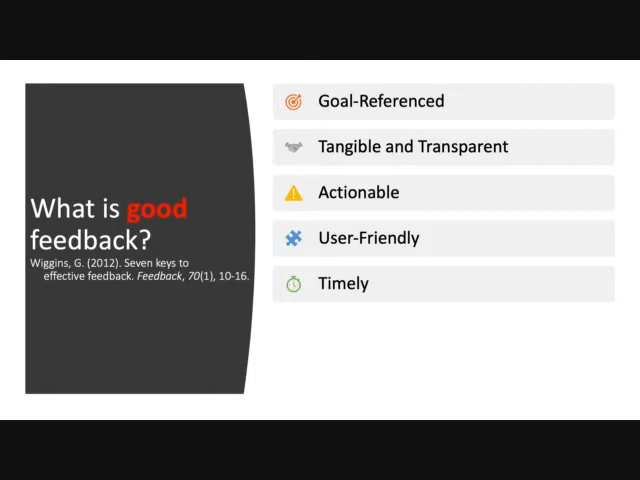 What is good
feedback?
Wiggins, G. (2012). Seven keys to
effective feedback. Feedback, 70(1), 10-16.
Goal-Referenced
Tangible and Transparent
Actionable
User-Friendly
Timely